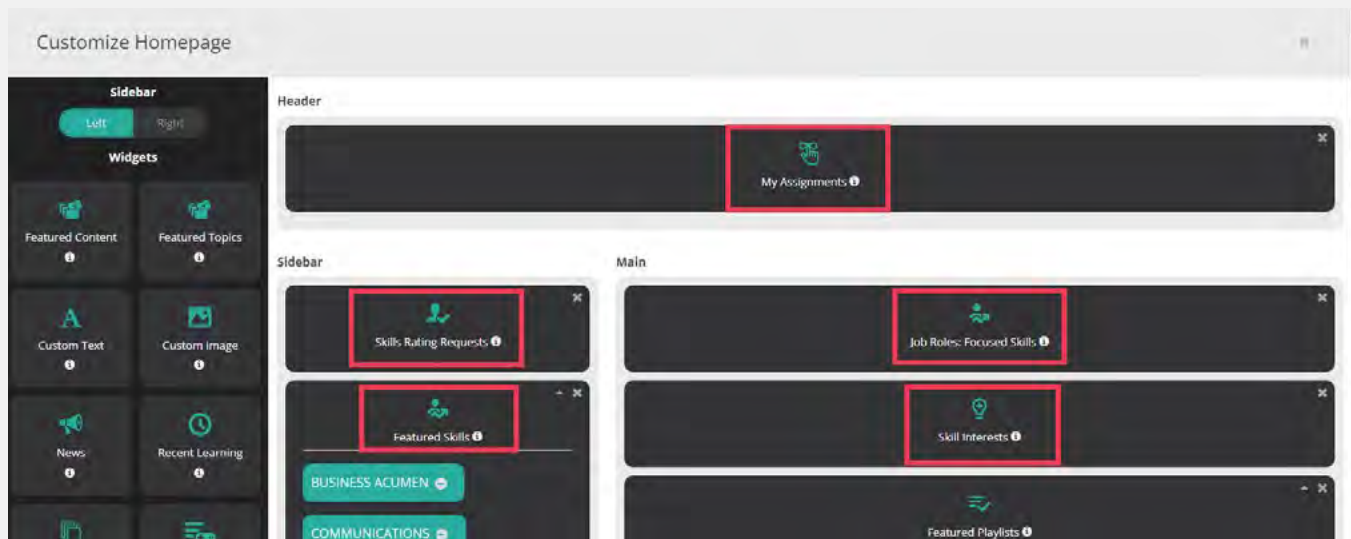 Customize Homepage
Sidebar
Left
Right
Widgets
Featured Content
Featured Topics
Custom Text
Custom Image
News
Recent Learning
Header
My Assignments
Sidebar
Skills Rating Requests
Featured Skills
BUSINESS ACUMEN
COMMUNICATIONS
Main
Job Roles: Focused Skills
Skill Interests
Featured Playlists